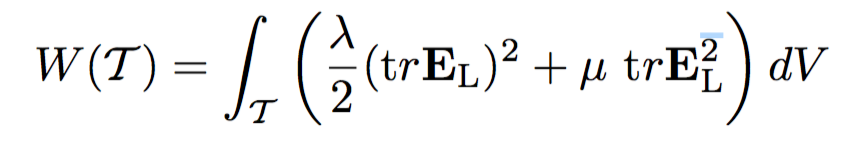 W(𝒯) = ∫_𝒯 ( λ/2 (tr𝐄_L)² + μ tr𝐄_L² ) dV